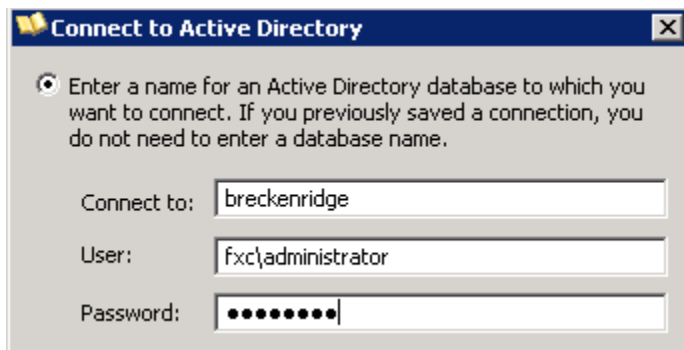 Connect to Active Directory
Enter a name for an Active Directory database to which you
want to connect. If you previously saved a connection, you
do not need to enter a database name.
Connect to: breckenridge
User: fxc\administrator
Password: ●●●●●●●●